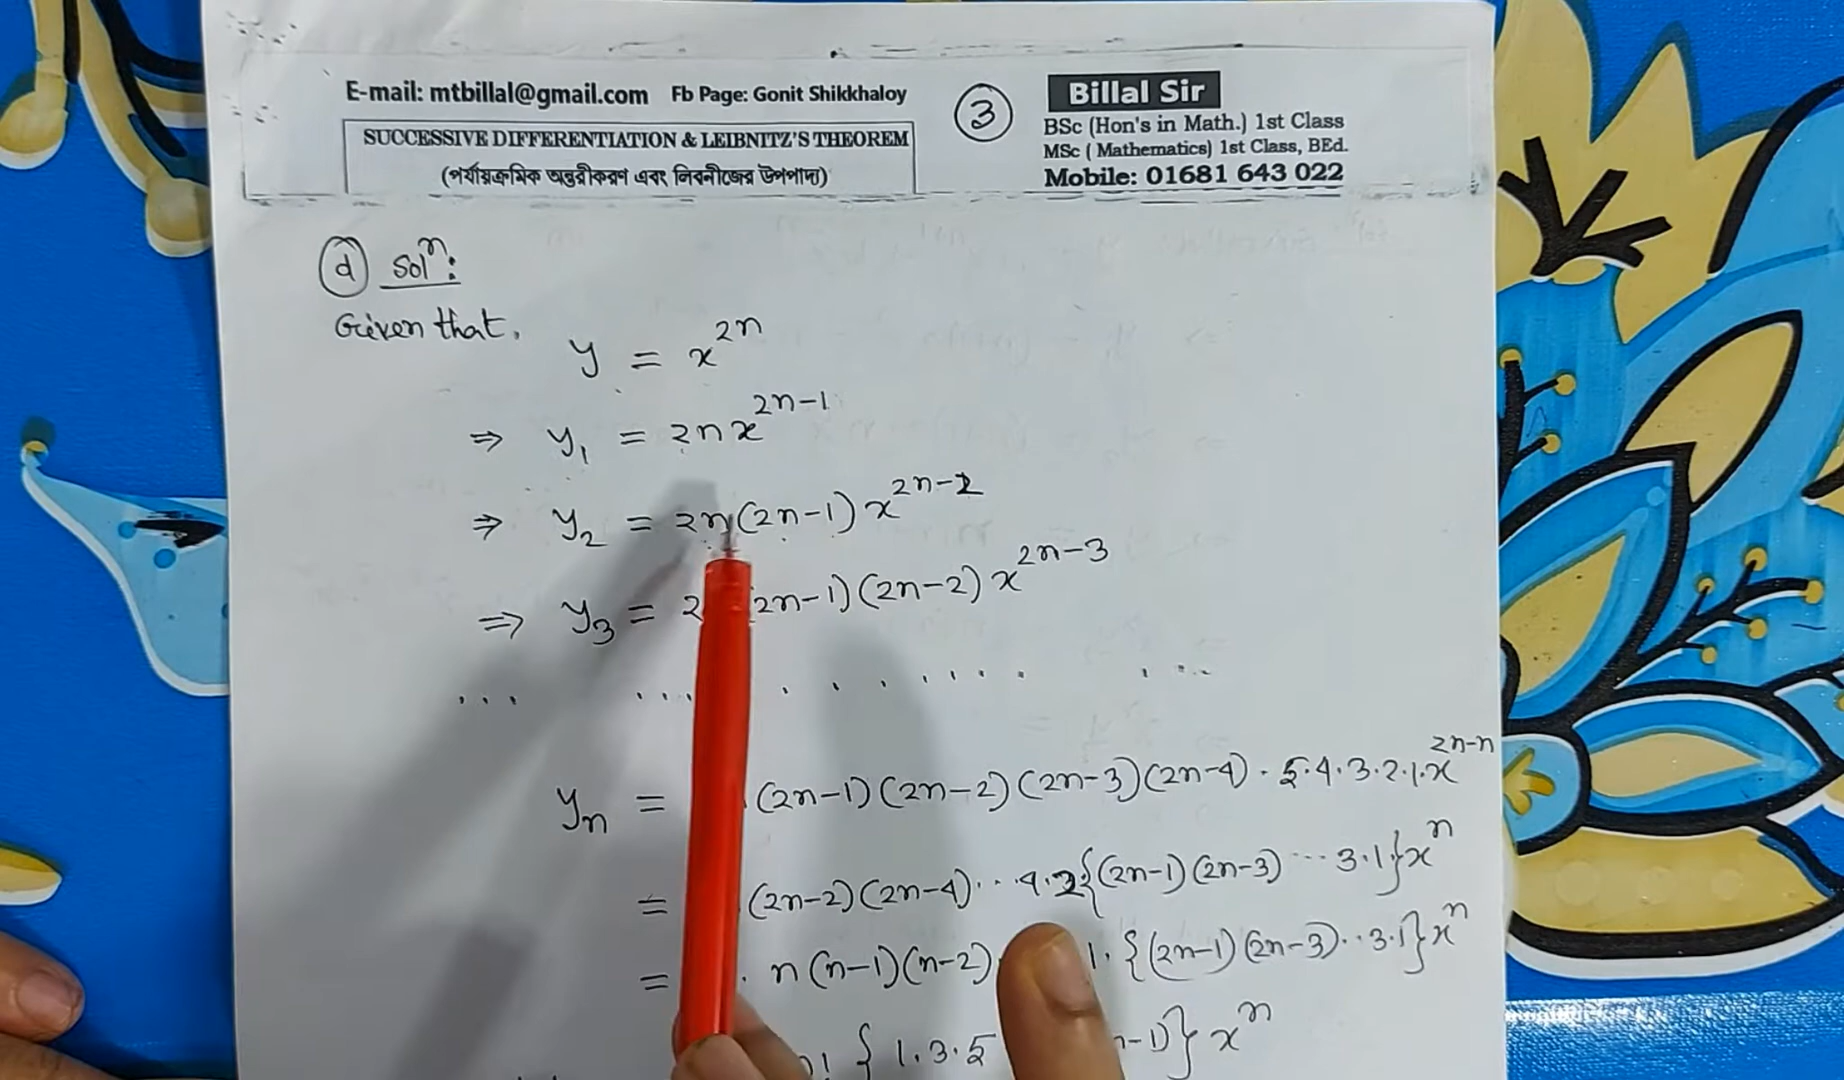 E-mail: mtbillal@gmail.com Fb Page: Gonit Shikkhaloy
SUCCESSIVE DIFFERENTIATION & LEIBNITZ'S THEOREM
(পর্যায়ক্রমিক অন্তরীকরণ এবং লিবনীজের উপপাদ্য)
3
Billal Sir
BSc (Hon's in Math.) 1st Class
MSc ( Mathematics) 1st Class, BEd.
Mobile: 01681 643 022
d Solⁿ:
Given that,
y = x^{2n}
⇒ y₁ = 2n x^{2n-1}
⇒ y₂ = 2n(2n-1) x^{2n-2}
⇒ y₃ = 2 (2n-1)(2n-2) x^{2n-3}
... ... . . . . . . . ...
yₙ = (2n-1)(2n-2)(2n-3)(2n-4) . 5.4.3.2.1.x^{2n-n}
= (2n-2)(2n-4)...4.2{(2n-1)(2n-3)...3.1}x^{n}
= . n(n-1)(n-2) 1.{(2n-1)(2n-3)..3.1}x^{n}
n! {1.3.5 n-1)}x^{n}